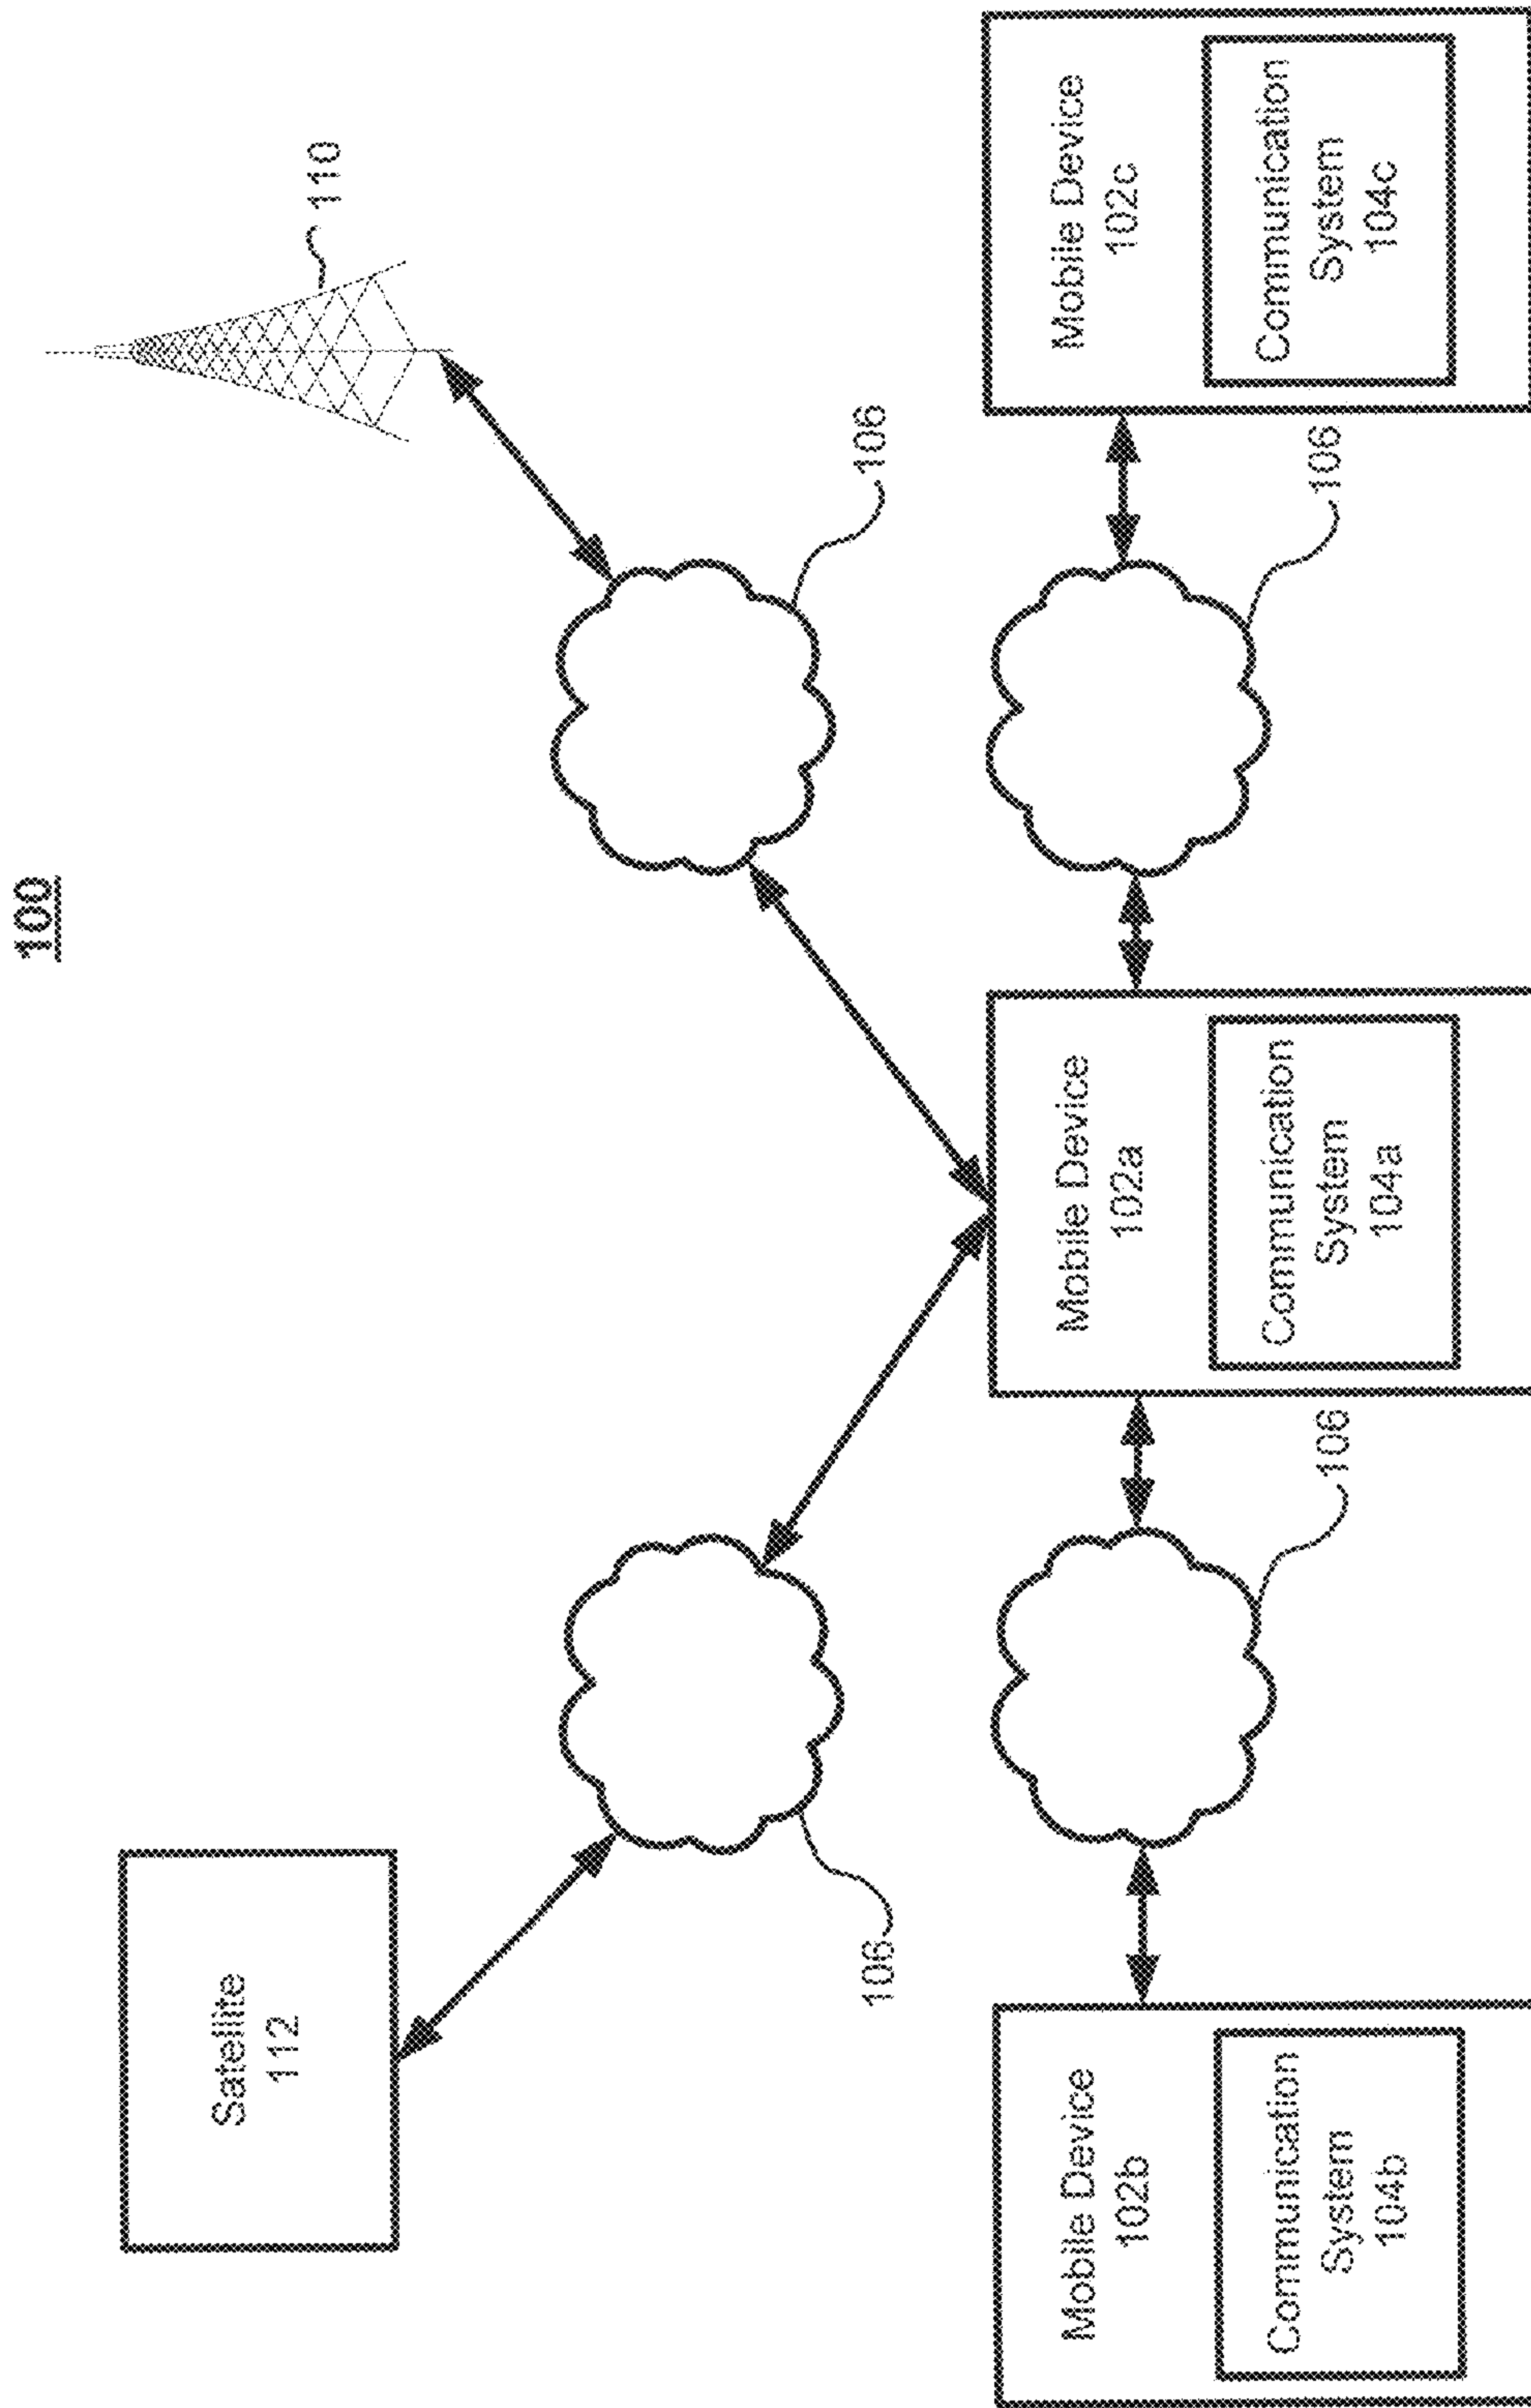 100
110
Satellite
112
106
106
Mobile Device
102b
Communication
System
104b
106
Mobile Device
102a
Communication
System
104a
106
Mobile Device
102c
Communication
System
104c